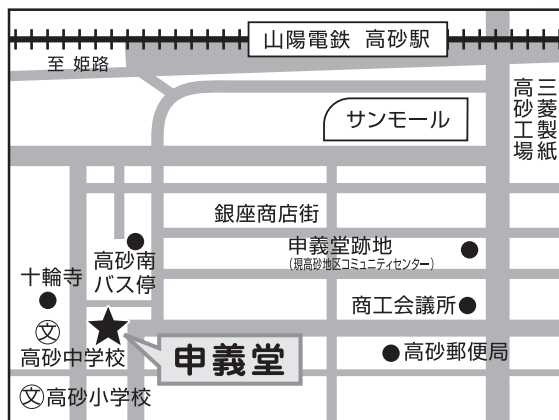 山陽電鉄 高砂駅
至 姫路
三菱製紙
高砂工場
サンモール
銀座商店街
申義堂跡地
（現高砂地区コミュニティセンター）
高砂南
バス停
十輪寺
商工会議所
文
高砂中学校
申義堂
高砂郵便局
文高砂小学校